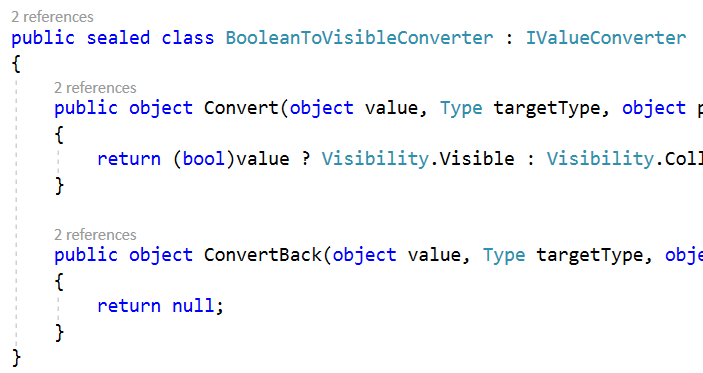 2 references
public sealed class BooleanToVisibleConverter : IValueConverter
{
2 references
public object Convert(object value, Type targetType, object
{
return (bool)value ? Visibility.Visible : Visibility.Coll
}
2 references
public object ConvertBack(object value, Type targetType, obje
{
return null;
}
}